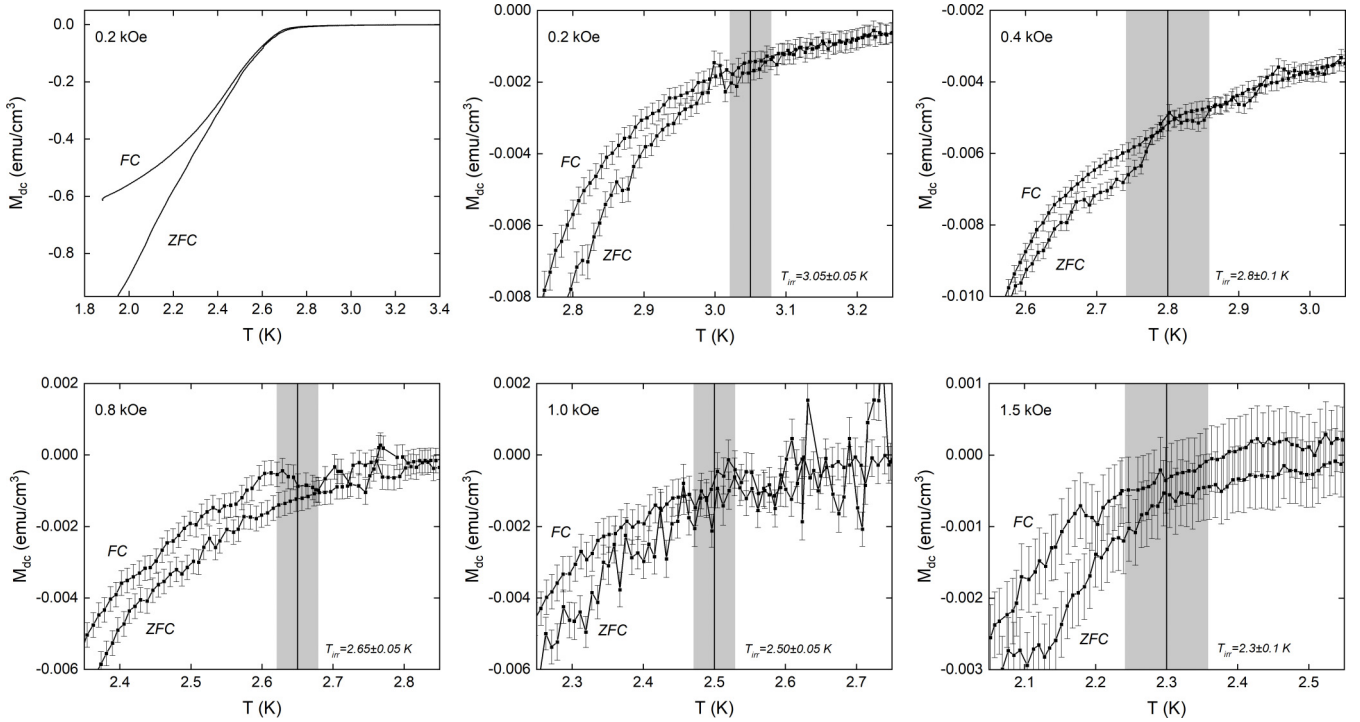 0.2 kOe
FC
ZFC
0.0
-0.2
-0.4
-0.6
-0.8
M_dc (emu/cm³)
1.8 2.0 2.2 2.4 2.6 2.8 3.0 3.2 3.4
T (K)
0.2 kOe
FC
ZFC
T_irr=3.05±0.05 K
0.000
-0.002
-0.004
-0.006
-0.008
M_dc (emu/cm³)
2.8 2.9 3.0 3.1 3.2
T (K)
0.4 kOe
FC
ZFC
T_irr=2.8±0.1 K
-0.002
-0.004
-0.006
-0.008
-0.010
M_dc (emu/cm³)
2.6 2.7 2.8 2.9 3.0
T (K)
0.8 kOe
FC
ZFC
T_irr=2.65±0.05 K
0.002
0.000
-0.002
-0.004
-0.006
M_dc (emu/cm³)
2.4 2.5 2.6 2.7 2.8
T (K)
1.0 kOe
FC
ZFC
T_irr=2.50±0.05 K
0.002
0.000
-0.002
-0.004
-0.006
M_dc (emu/cm³)
2.3 2.4 2.5 2.6 2.7
T (K)
1.5 kOe
FC
ZFC
T_irr=2.3±0.1 K
0.001
0.000
-0.001
-0.002
-0.003
M_dc (emu/cm³)
2.1 2.2 2.3 2.4 2.5
T (K)